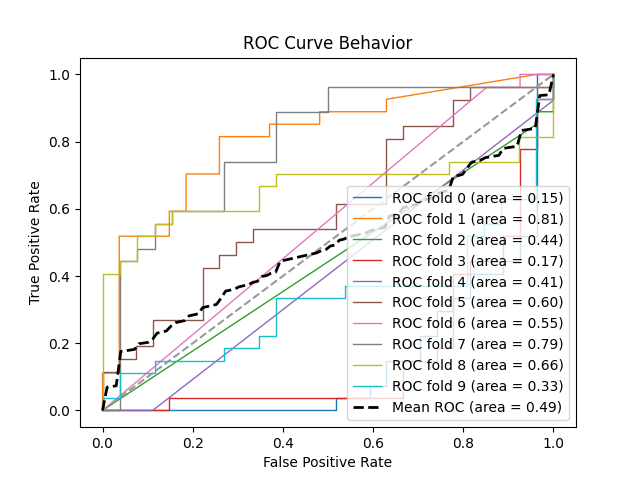 ROC Curve Behavior
True Positive Rate
1.0
0.8
0.6
0.4
0.2
0.0
ROC fold 0 (area = 0.15)
ROC fold 1 (area = 0.81)
ROC fold 2 (area = 0.44)
ROC fold 3 (area = 0.17)
ROC fold 4 (area = 0.41)
ROC fold 5 (area = 0.60)
ROC fold 6 (area = 0.55)
ROC fold 7 (area = 0.79)
ROC fold 8 (area = 0.66)
ROC fold 9 (area = 0.33)
Mean ROC (area = 0.49)
0.0 0.2 0.4 0.6 0.8 1.0
False Positive Rate